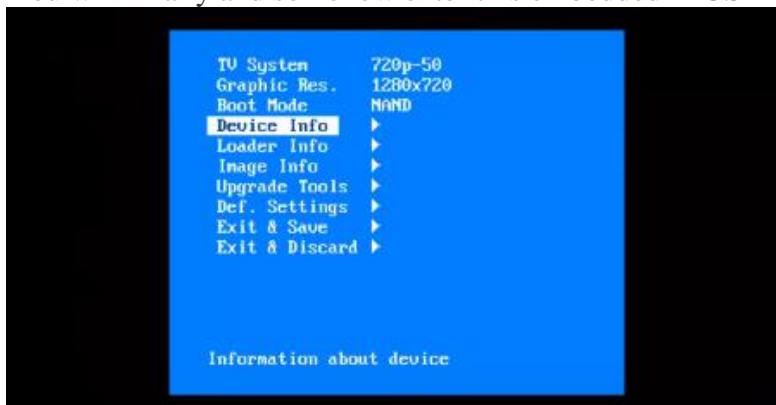 TV System 720p-50
Graphic Res. 1280x720
Boot Mode NAND
Device Info
Loader Info
Image Info
Upgrade Tools
Def. Settings
Exit & Save
Exit & Discard
Information about device